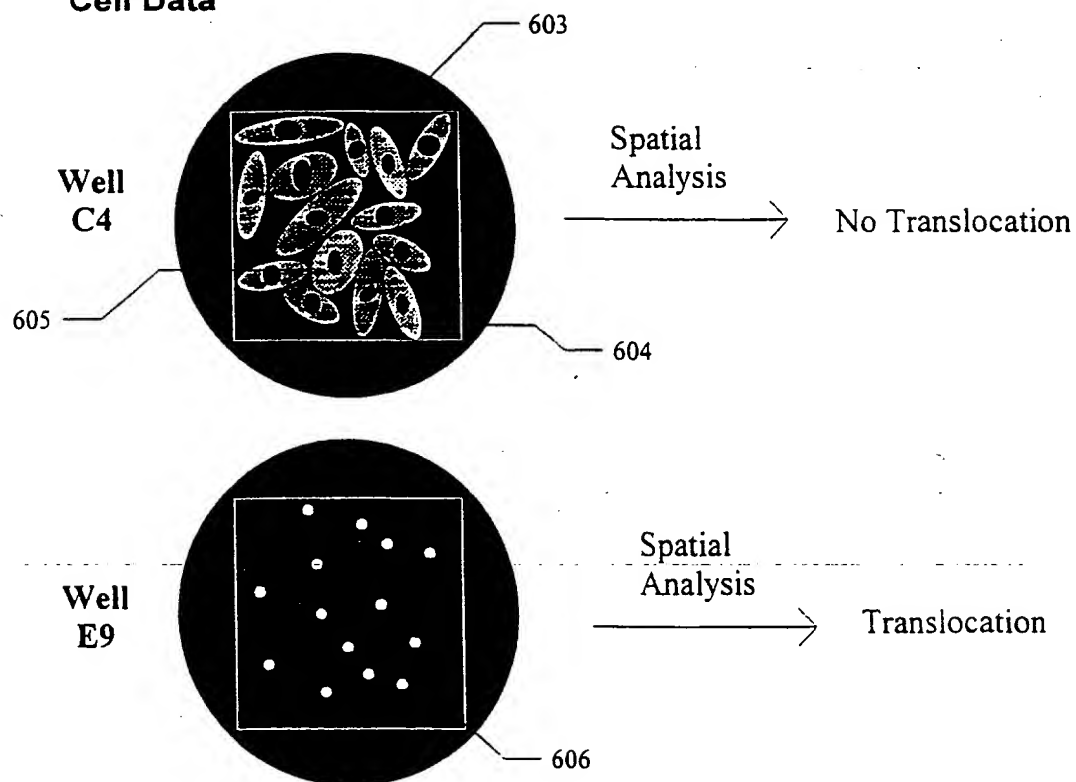 Cell Data
603
Well
C4
Spatial
Analysis
No Translocation
605
604
Well
E9
Spatial
Analysis
Translocation
606